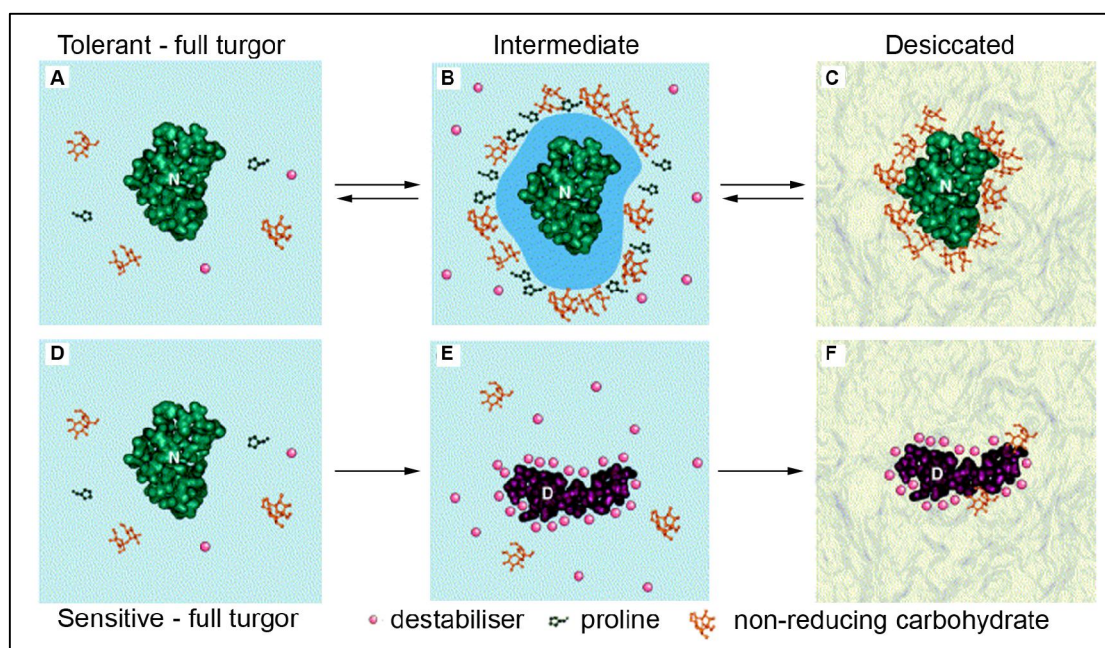 Tolerant - full turgor
Intermediate
Desiccated
A
B
C
N
N
N
D
E
F
N
D
D
Sensitive - full turgor
destabiliser
proline
non-reducing carbohydrate